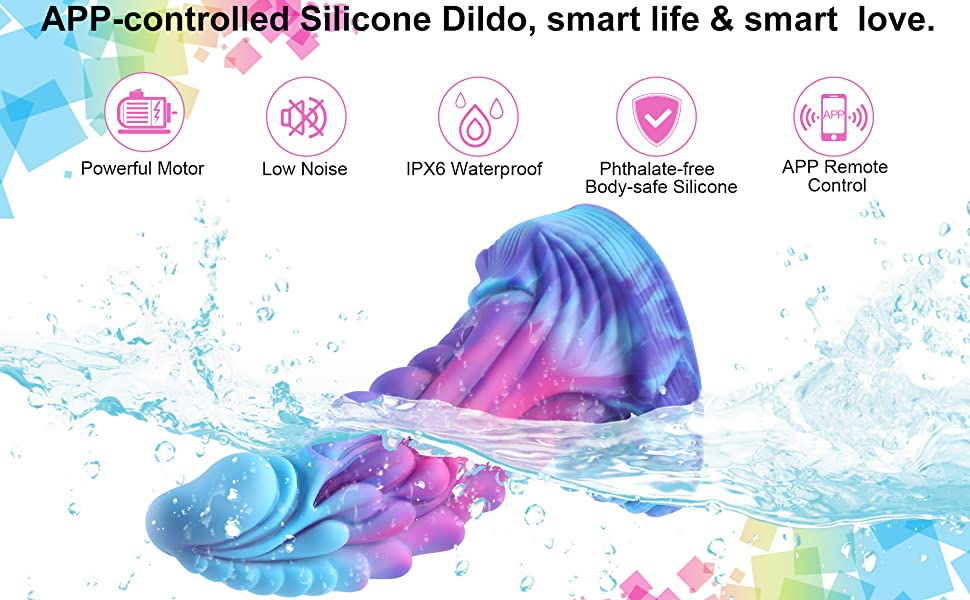 APP-controlled Silicone Dildo, smart life & smart love.
Powerful Motor
Low Noise
IPX6 Waterproof
Phthalate-free
Body-safe Silicone
APP
APP Remote
Control